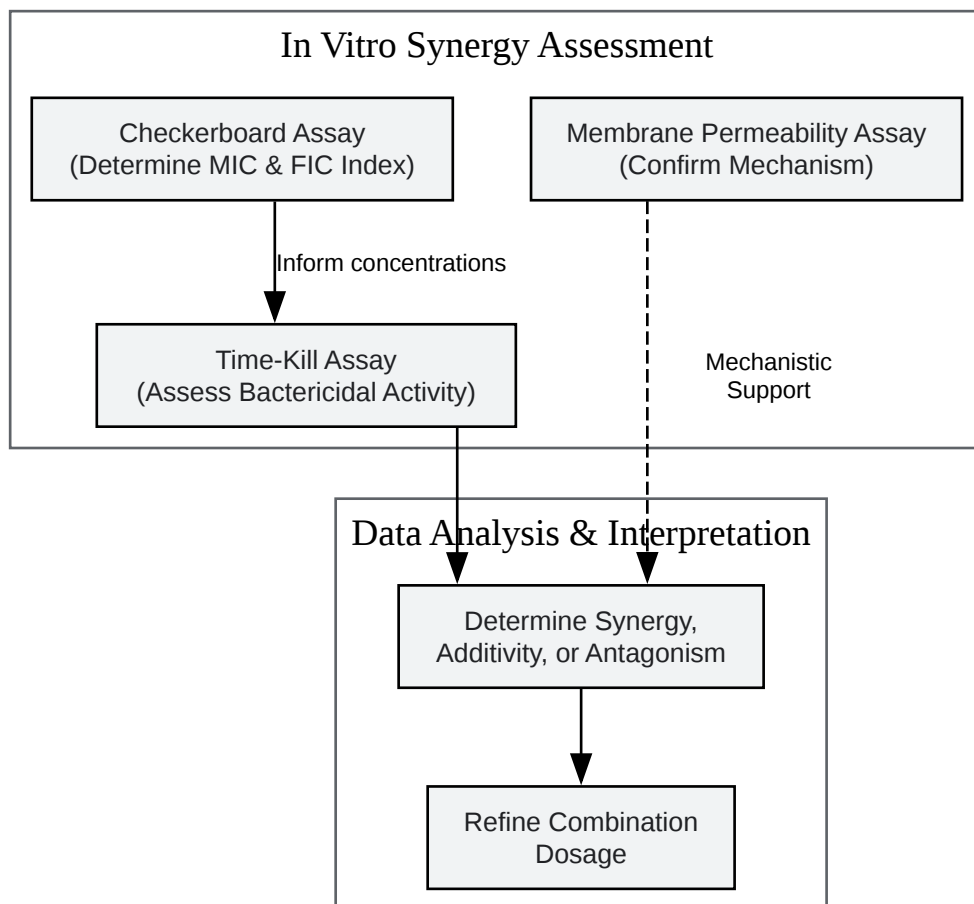 In Vitro Synergy Assessment
Checkerboard Assay
(Determine MIC & FIC Index)
Membrane Permeability Assay
(Confirm Mechanism)
Inform concentrations
Time-Kill Assay
(Assess Bactericidal Activity)
Mechanistic
Support
Data Analysis & Interpretation
Determine Synergy,
Additivity, or Antagonism
Refine Combination
Dosage